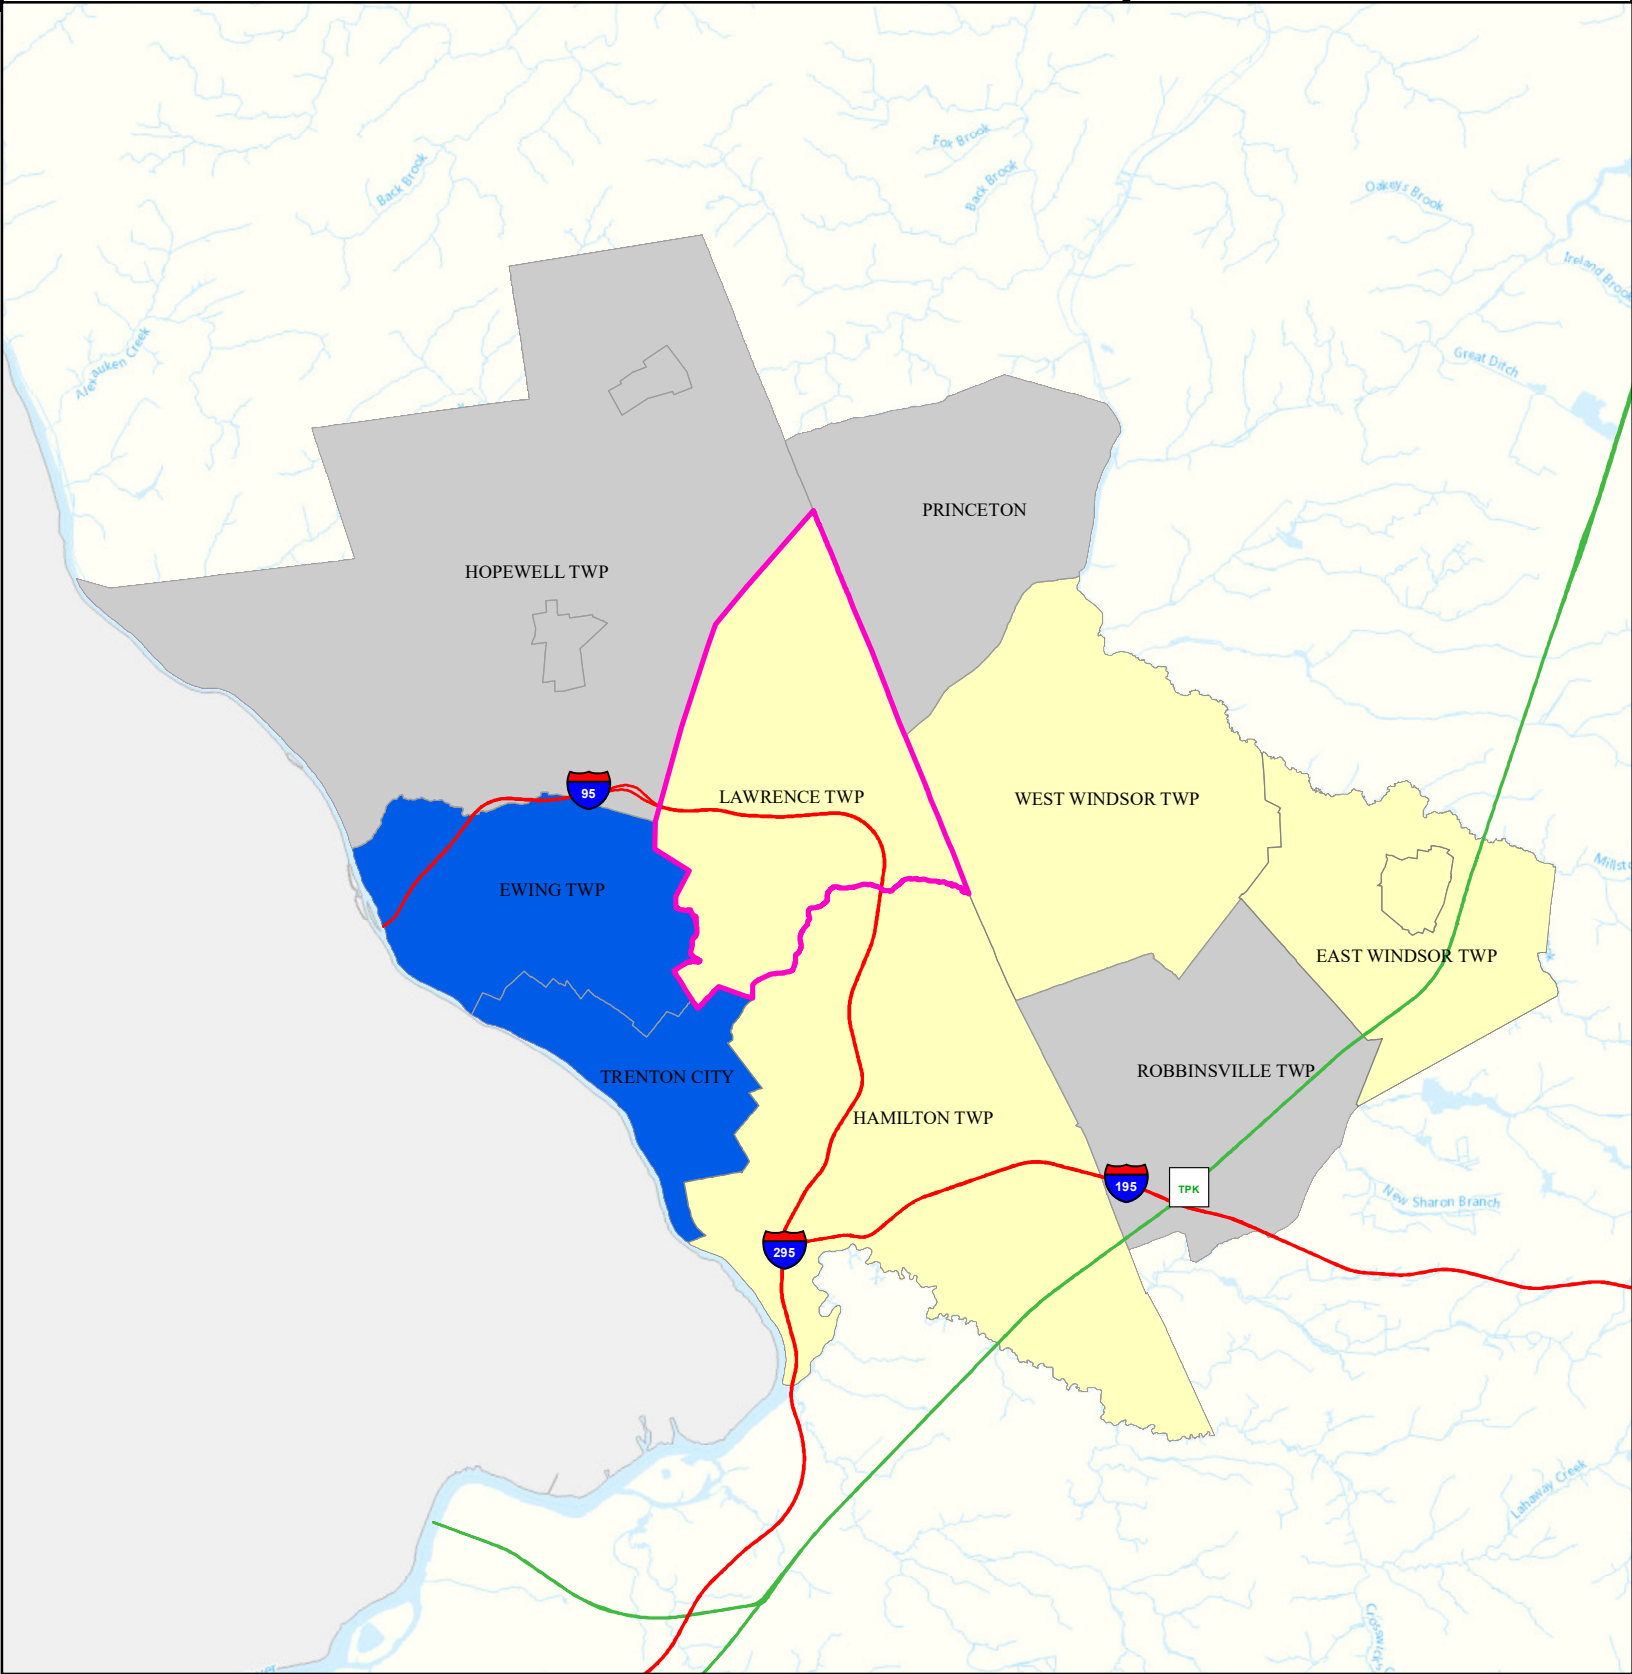 Fox Brook
Back Brook
Back Brook
Oakeys Brook
Ireland Brook
Alexauken Creek
Great Ditch
PRINCETON
HOPEWELL TWP
95
LAWRENCE TWP
WEST WINDSOR TWP
EWING TWP
EAST WINDSOR TWP
ROBBINSVILLE TWP
TRENTON CITY
HAMILTON TWP
195
TPK
New Sharon Branch
295
Lahaway Creek